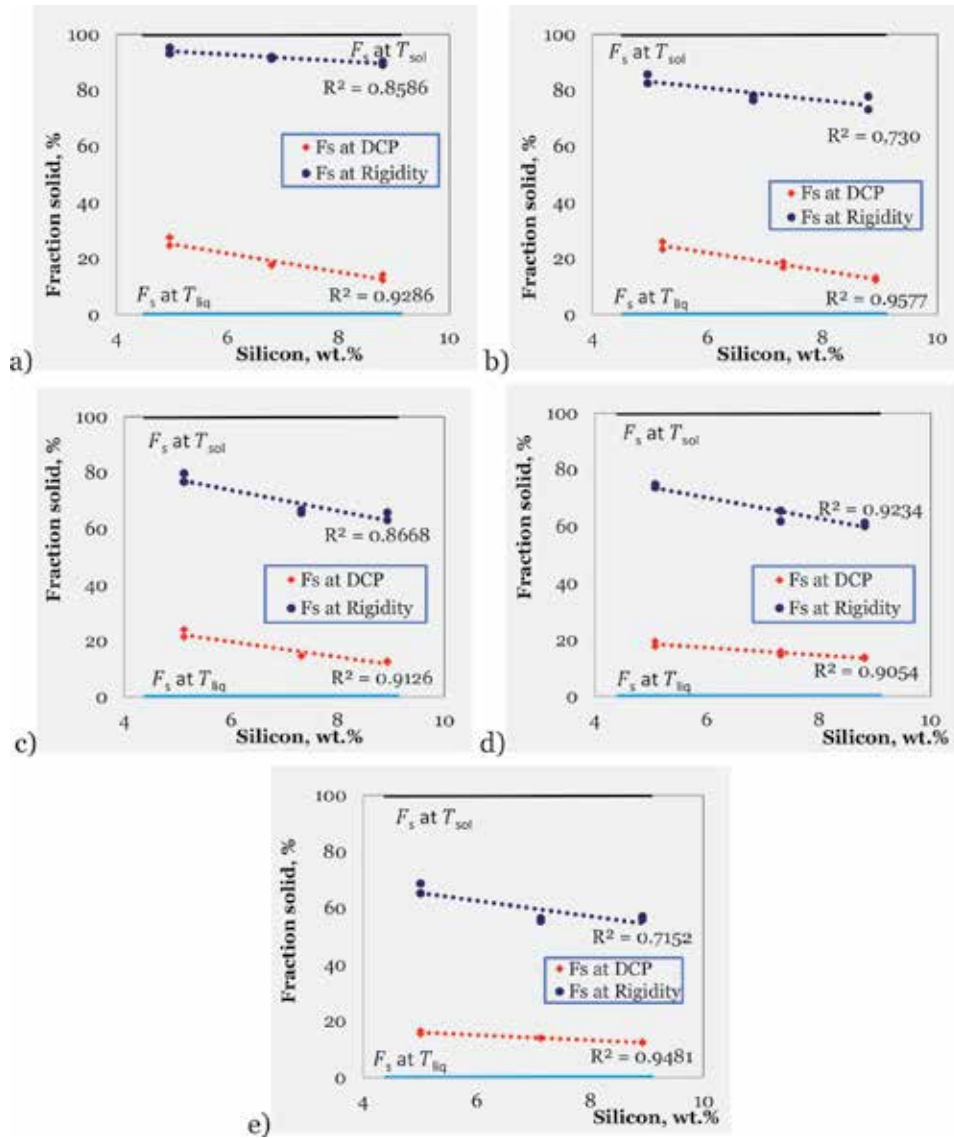 100
80
60
40
20
0
Fraction solid, %
Fs at Tsol
R² = 0.8586
Fs at DCP
Fs at Rigidity
Fs at Tliq
R² = 0.9286
4 6 8 10
Silicon, wt.%
a)
100
80
60
40
20
0
Fraction solid, %
Fs at Tsol
R² = 0,730
Fs at DCP
Fs at Rigidity
Fs at Tliq
R² = 0.9577
4 6 8 10
Silicon, wt.%
b)
100
80
60
40
20
0
Fraction solid, %
Fs at Tsol
R² = 0.8668
Fs at DCP
Fs at Rigidity
Fs at Tliq
R² = 0.9126
4 6 8 10
Silicon, wt.%
c)
100
80
60
40
20
0
Fraction solid, %
Fs at Tsol
R² = 0.9234
Fs at DCP
Fs at Rigidity
Fs at Tliq
R² = 0.9054
4 6 8 10
Silicon, wt.%
d)
100
80
60
40
20
0
Fraction solid, %
Fs at Tsol
R² = 0.7152
Fs at DCP
Fs at Rigidity
Fs at Tliq
R² = 0.9481
4 6 8 10
Silicon, wt.%
e)